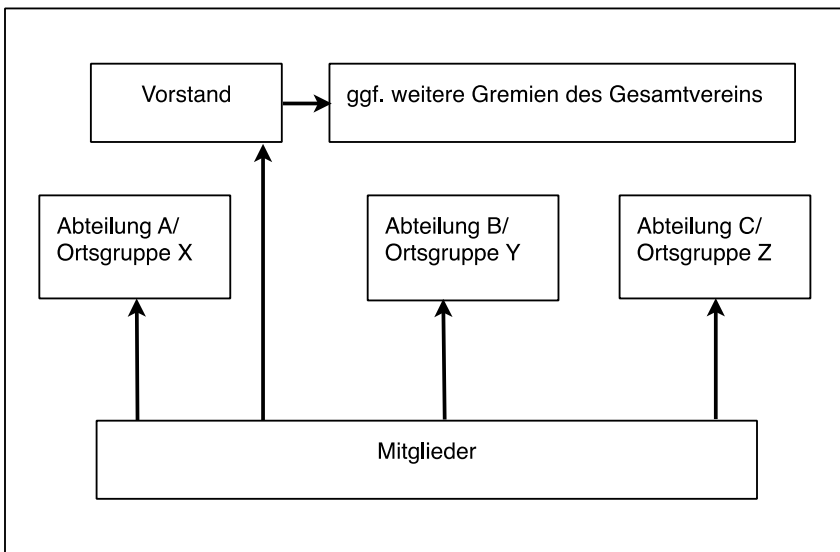 Vorstand
ggf. weitere Gremien des Gesamtvereins
Abteilung A/
Ortsgruppe X
Abteilung B/
Ortsgruppe Y
Abteilung C/
Ortsgruppe Z
Mitglieder